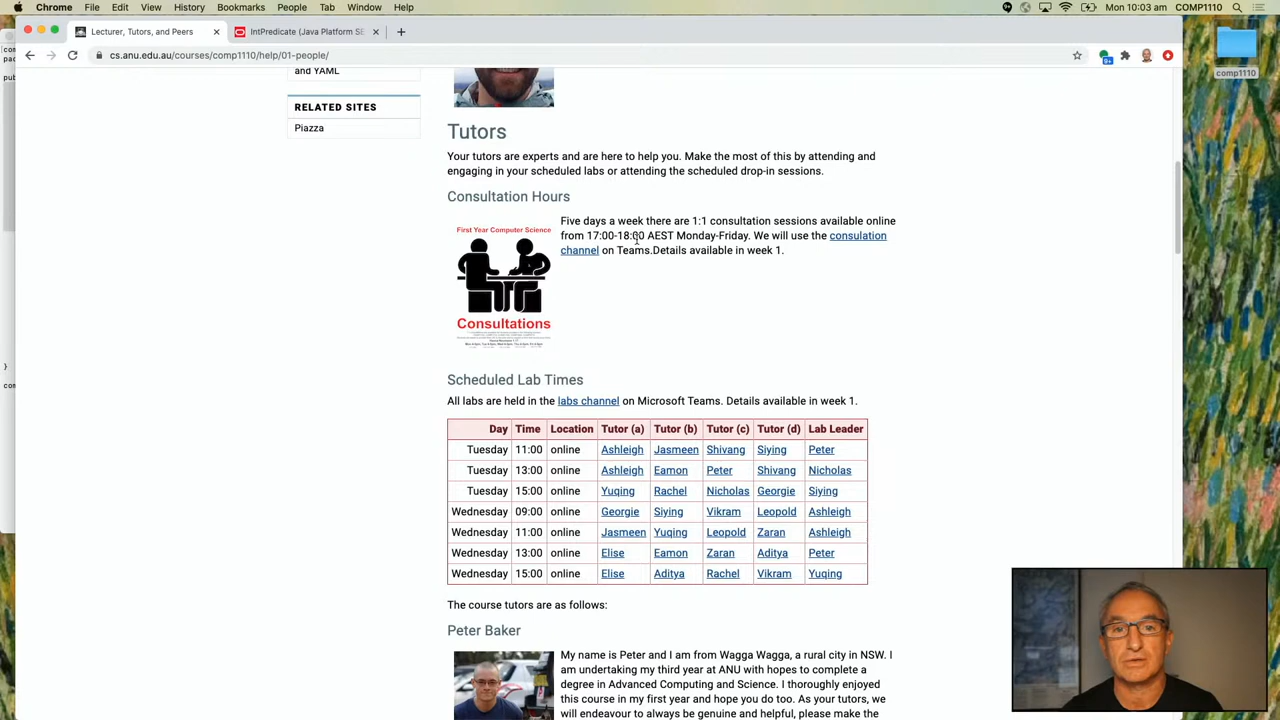 Chrome File Edit View History Bookmarks People Tab Window Help
Mon 10:03 am COMP1110
Lecturer, Tutors, and Peers
IntPredicate (Java Platform SE
cs.anu.edu.au/courses/comp1110/help/01-people/
comp1110
and YAML
RELATED SITES
Piazza
Tutors
Your tutors are experts and are here to help you. Make the most of this by attending and
engaging in your scheduled labs or attending the scheduled drop-in sessions.
Consultation Hours
First Year Computer Science
Consultations
Five days a week there are 1:1 consultation sessions available online
from 17:00-18:00 AEST Monday-Friday. We will use the consulation
channel on Teams.Details available in week 1.
Scheduled Lab Times
All labs are held in the labs channel on Microsoft Teams. Details available in week 1.
Day Time Location Tutor (a) Tutor (b) Tutor (c) Tutor (d) Lab Leader
Tuesday 11:00 online Ashleigh Jasmeen Shivang Siying Peter
Tuesday 13:00 online Ashleigh Eamon Peter Shivang Nicholas
Tuesday 15:00 online Yuqing Rachel Nicholas Georgie Siying
Wednesday 09:00 online Georgie Siying Vikram Leopold Ashleigh
Wednesday 11:00 online Jasmeen Yuqing Leopold Zaran Ashleigh
Wednesday 13:00 online Elise Eamon Zaran Aditya Peter
Wednesday 15:00 online Elise Aditya Rachel Vikram Yuqing
The course tutors are as follows:
Peter Baker
My name is Peter and I am from Wagga Wagga, a rural city in NSW. I
am undertaking my third year at ANU with hopes to complete a
degree in Advanced Computing and Science. I thoroughly enjoyed
this course in my first year and hope you do too. As your tutors, we
will endeavour to always be genuine and helpful, please make the